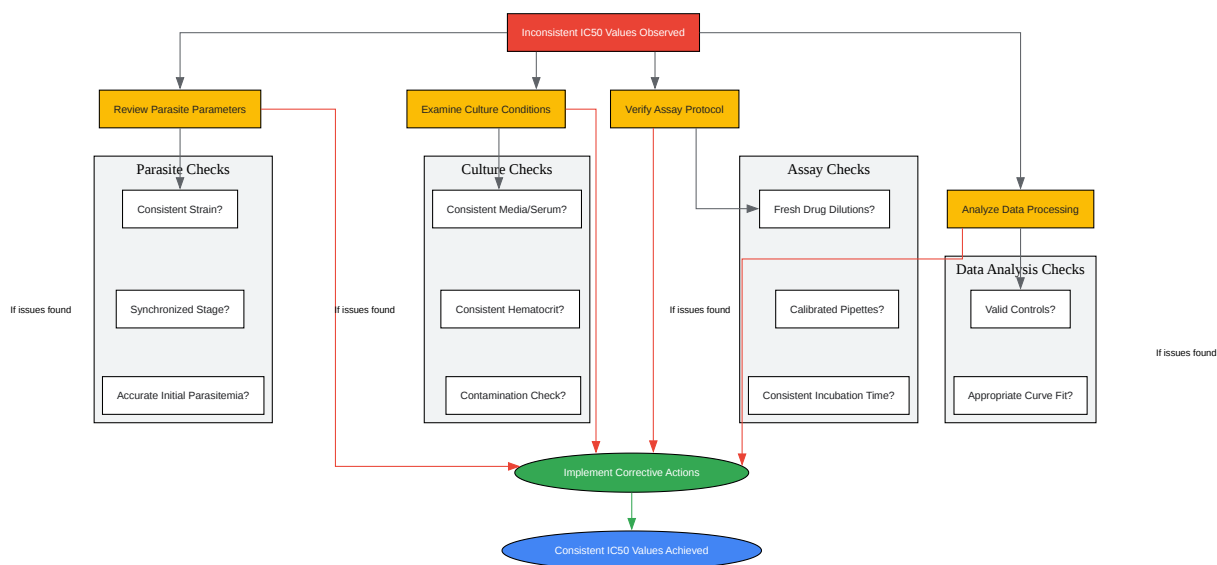 Inconsistent IC50 Values Observed
Review Parasite Parameters
Examine Culture Conditions
Verify Assay Protocol
Parasite Checks
Culture Checks
Assay Checks
Consistent Strain?
Consistent Media/Serum?
Fresh Drug Dilutions?
Analyze Data Processing
Data Analysis Checks
If issues found
Synchronized Stage?
If issues found
Consistent Hematocrit?
If issues found
Calibrated Pipettes?
Valid Controls?
If issues found
Accurate Initial Parasitemia?
Contamination Check?
Consistent Incubation Time?
Appropriate Curve Fit?
Implement Corrective Actions
Consistent IC50 Values Achieved